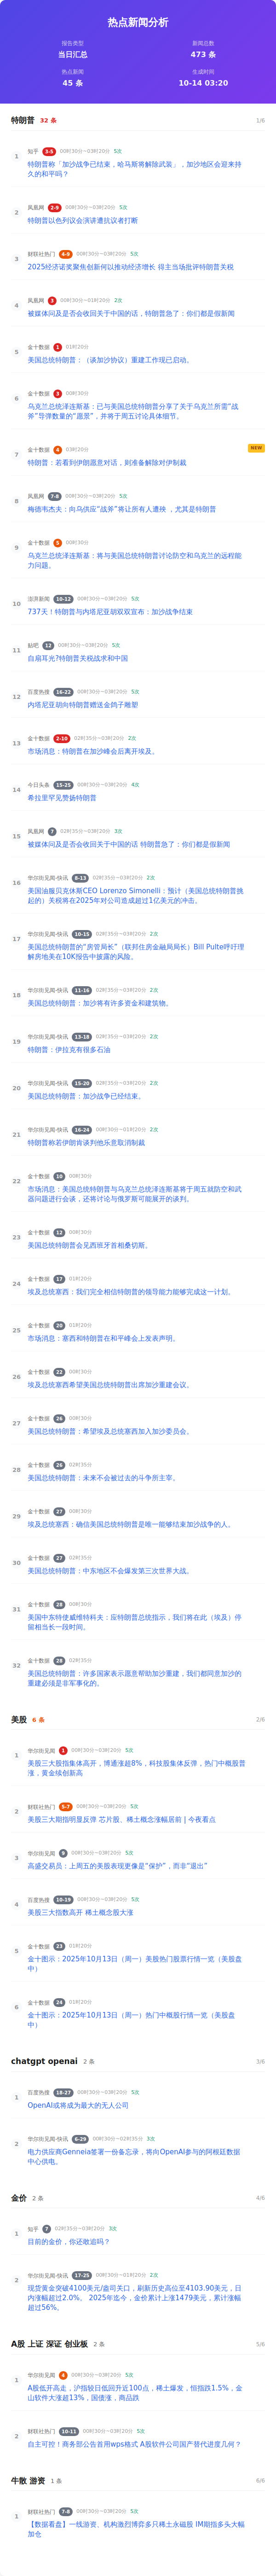 热点新闻分析
报告类型
当日汇总
新闻总数
473 条
热点新闻
45 条
生成时间
10-14 03:20
特朗普 32 条 1/6
1
知乎 3-5 00时30分~03时20分 5次
特朗普称「加沙战争已结束，哈马斯将解除武装」，加沙地区会迎来持
久的和平吗？
2
凤凰网 2-9 00时30分~03时20分 5次
特朗普以色列议会演讲遭抗议者打断
3
财联社热门 4-9 00时30分~03时20分 5次
2025经济诺奖聚焦创新何以推动经济增长 得主当场批评特朗普关税
4
凤凰网 3 00时30分~01时20分 2次
被媒体问及是否会收回关于中国的话，特朗普急了：你们都是假新闻
5
金十数据 1 01时20分
美国总统特朗普：（谈加沙协议）重建工作现已启动。
6
金十数据 3 00时30分
乌克兰总统泽连斯基：已与美国总统特朗普分享了关于乌克兰所需“战
斧”导弹数量的“愿景”，并将于周五讨论具体细节。
7
金十数据 4 03时20分
NEW
特朗普：若看到伊朗愿意对话，则准备解除对伊制裁
8
凤凰网 7-8 00时30分~03时20分 5次
梅德韦杰夫：向乌供应“战斧”将让所有人遭殃 ，尤其是特朗普
9
金十数据 5 00时30分
乌克兰总统泽连斯基：将与美国总统特朗普讨论防空和乌克兰的远程能
力问题。
10
澎湃新闻 10-12 00时30分~03时20分 5次
737天！特朗普与内塔尼亚胡双双宣布：加沙战争结束
11
贴吧 12 00时30分~03时20分 5次
自扇耳光?特朗普关税战求和中国
12
百度热搜 16-22 00时30分~03时20分 5次
内塔尼亚胡向特朗普赠送金鸽子雕塑
13
金十数据 2-10 02时35分~03时20分 2次
市场消息：特朗普在加沙峰会后离开埃及。
14
今日头条 15-25 00时30分~03时20分 4次
希拉里罕见赞扬特朗普
15
凤凰网 7 02时35分~03时20分 3次
被媒体问及是否会收回关于中国的话 特朗普急了：你们都是假新闻
16
华尔街见闻-快讯 6-13 02时35分~03时20分 2次
美国油服贝克休斯CEO Lorenzo Simonelli：预计（美国总统特朗普挑
起的）关税将在2025年对公司造成超过1亿美元的冲击。
17
华尔街见闻-快讯 10-15 02时35分~03时20分 2次
美国总统特朗普的“房管局长”（联邦住房金融局局长）Bill Pulte呼吁理
解房地美在10K报告中披露的风险。
18
华尔街见闻-快讯 11-16 02时35分~03时20分 2次
美国总统特朗普：加沙将有许多资金和建筑物。
19
华尔街见闻-快讯 13-18 02时35分~03时20分 2次
特朗普：伊拉克有很多石油
20
华尔街见闻-快讯 15-20 02时35分~03时20分 2次
美国总统特朗普：加沙战争已经结束。
21
华尔街见闻-快讯 16-24 00时30分~01时20分 2次
特朗普称若伊朗肯谈判他乐意取消制裁
22
金十数据 10 00时30分
市场消息：美国总统特朗普与乌克兰总统泽连斯基将于周五就防空和武
器问题进行会谈，还将讨论与俄罗斯可能展开的谈判。
23
金十数据 12 00时30分
美国总统特朗普会见西班牙首相桑切斯。
24
金十数据 17 01时20分
埃及总统塞西：我们完全相信特朗普的领导能力能够完成这一计划。
25
金十数据 20 01时20分
市场消息：塞西和特朗普在和平峰会上发表声明。
26
金十数据 22 00时30分
埃及总统塞西希望美国总统特朗普出席加沙重建会议。
27
金十数据 26 00时30分
美国总统特朗普：希望埃及总统塞西加入加沙委员会。
28
金十数据 26 02时35分
美国总统特朗普：未来不会被过去的斗争所主宰。
29
金十数据 27 00时30分
埃及总统塞西：确信美国总统特朗普是唯一能够结束加沙战争的人。
30
金十数据 27 02时35分
美国总统特朗普：中东地区不会爆发第三次世界大战。
31
金十数据 28 00时30分
美国中东特使威维特科夫：应特朗普总统指示，我们将在此（埃及）停
留相当长一段时间。
32
金十数据 28 02时35分
美国总统特朗普：许多国家表示愿意帮助加沙重建，我们都同意加沙的
重建必须是非军事化的。
美股 6 条 2/6
1
华尔街见闻 1 00时30分~03时20分 5次
美股三大股指集体高开，博通涨超8%，科技股集体反弹，热门中概股普
涨，黄金续创新高
2
财联社热门 5-7 00时30分~03时20分 5次
美股三大期指明显反弹 芯片股、稀土概念涨幅居前 | 今夜看点
3
华尔街见闻 9 00时30分~03时20分 5次
高盛交易员：上周五的美股表现更像是“保护”，而非“退出”
4
百度热搜 10-19 00时30分~03时20分 5次
美股三大指数高开 稀土概念股大涨
5
金十数据 23 01时20分
金十图示：2025年10月13日（周一）美股热门股票行情一览（美股盘
中）
6
金十数据 24 01时20分
金十图示：2025年10月13日（周一）热门中概股行情一览（美股盘
中）
chatgpt openai 2 条 3/6
1
百度热搜 18-27 00时30分~03时20分 5次
OpenAI或将成为最大的无人公司
2
华尔街见闻-快讯 6-29 00时30分~02时35分 3次
电力供应商Genneia签署一份备忘录，将向OpenAI参与的阿根廷数据
中心供电。
金价 2 条 4/6
1
知乎 7 02时35分~03时20分 3次
目前的金价，你还敢追吗？
2
华尔街见闻-快讯 17-25 00时30分~01时20分 2次
现货黄金突破4100美元/盎司关口，刷新历史高位至4103.90美元，日
内涨幅超过2.0%。 2025年迄今，金价累计上涨1479美元，累计涨幅
超过56%。
A股 上证 深证 创业板 2 条 5/6
1
华尔街见闻 4 00时30分~03时20分 5次
A股低开高走，沪指较日低回升近100点，稀土爆发，恒指跌1.5%，金
山软件大涨超13%，国债涨，商品跌
2
财联社热门 10-11 00时30分~03时20分 5次
自主可控！商务部公告首用wps格式 A股软件公司国产替代进度几何？
牛散 游资 1 条 6/6
1
财联社热门 7-8 00时30分~03时20分 5次
【数据看盘】一线游资、机构激烈博弈多只稀土永磁股 IM期指多头大幅
加仓